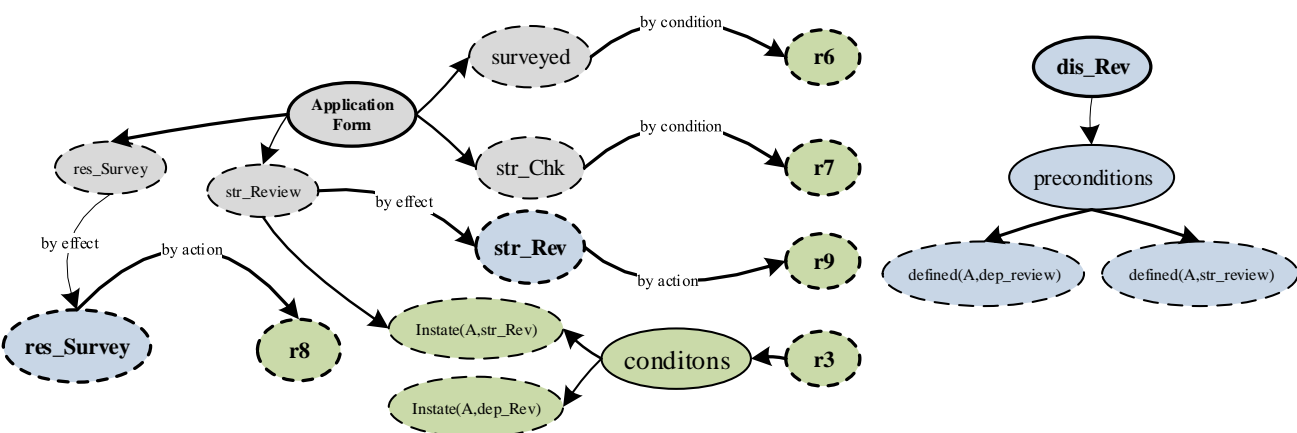 by condition
surveyed
r6
dis_Rev
Application
Form
by condition
res_Survey
str_Chk
r7
preconditions
str_Review
by effect
by effect
by action
str_Rev
r9
defined(A,dep_review)
defined(A,str_review)
by action
res_Survey
r8
Instate(A,str_Rev)
conditons
r3
Instate(A,dep_Rev)